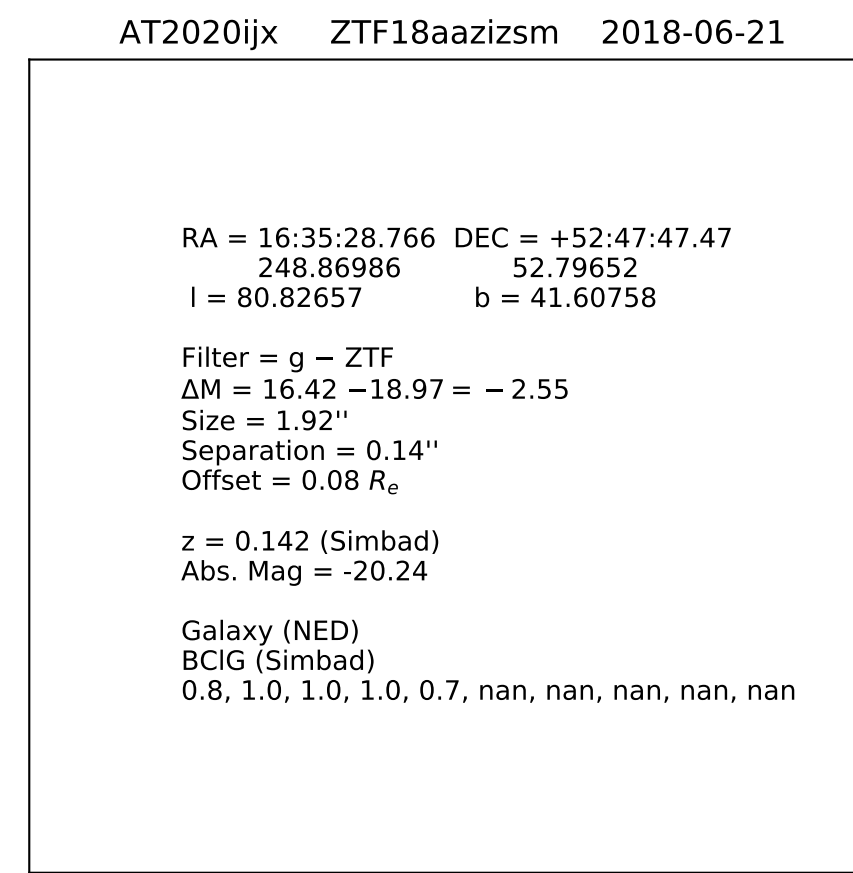 AT2020ijx ZTF18aazizsm 2018-06-21
RA = 16:35:28.766 DEC = +52:47:47.47
248.86986 52.79652
l = 80.82657 b = 41.60758
Filter = g − ZTF
ΔM = 16.42 −18.97 = − 2.55
Size = 1.92''
Separation = 0.14''
Offset = 0.08 Re
z = 0.142 (Simbad)
Abs. Mag = -20.24
Galaxy (NED)
BClG (Simbad)
0.8, 1.0, 1.0, 1.0, 0.7, nan, nan, nan, nan, nan